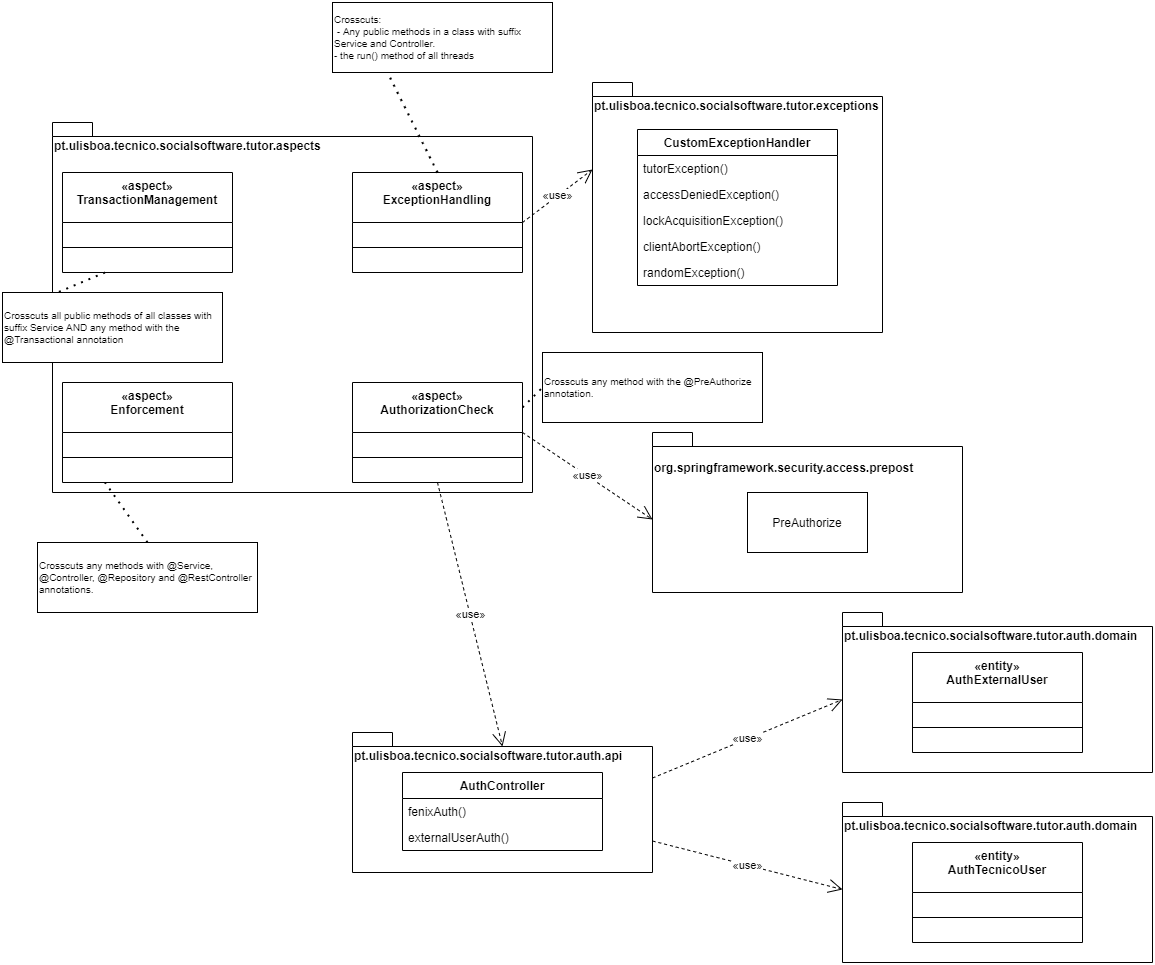 Crosscuts:
- Any public methods in a class with suffix
Service and Controller.
- the run() method of all threads
pt.ulisboa.tecnico.socialsoftware.tutor.exceptions
CustomExceptionHandler
tutorException()
accessDeniedException()
lockAcquisitionException()
clientAbortException()
randomException()
pt.ulisboa.tecnico.socialsoftware.tutor.aspects
«aspect»
TransactionManagement
«aspect»
ExceptionHandling
«use»
Crosscuts all public methods of all classes with
suffix Service AND any method with the
@Transactional annotation
«aspect»
Enforcement
«aspect»
AuthorizationCheck
Crosscuts any method with the @PreAuthorize
annotation.
«use»
org.springframework.security.access.prepost
PreAuthorize
Crosscuts any methods with @Service,
@Controller, @Repository and @RestController
annotations.
«use»
pt.ulisboa.tecnico.socialsoftware.tutor.auth.api
AuthController
fenixAuth()
externalUserAuth()
«use»
pt.ulisboa.tecnico.socialsoftware.tutor.auth.domain
«entity»
AuthExternalUser
«use»
pt.ulisboa.tecnico.socialsoftware.tutor.auth.domain
«entity»
AuthTecnicoUser